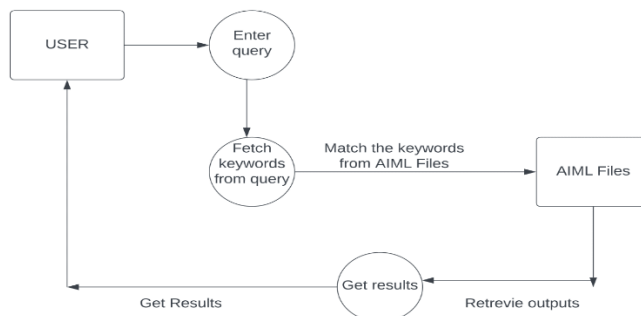 USER
Enter
query
Fetch
keywords
from query
Match the keywords
from AIML Files
AIML Files
Get results
Get Results
Retrevie outputs